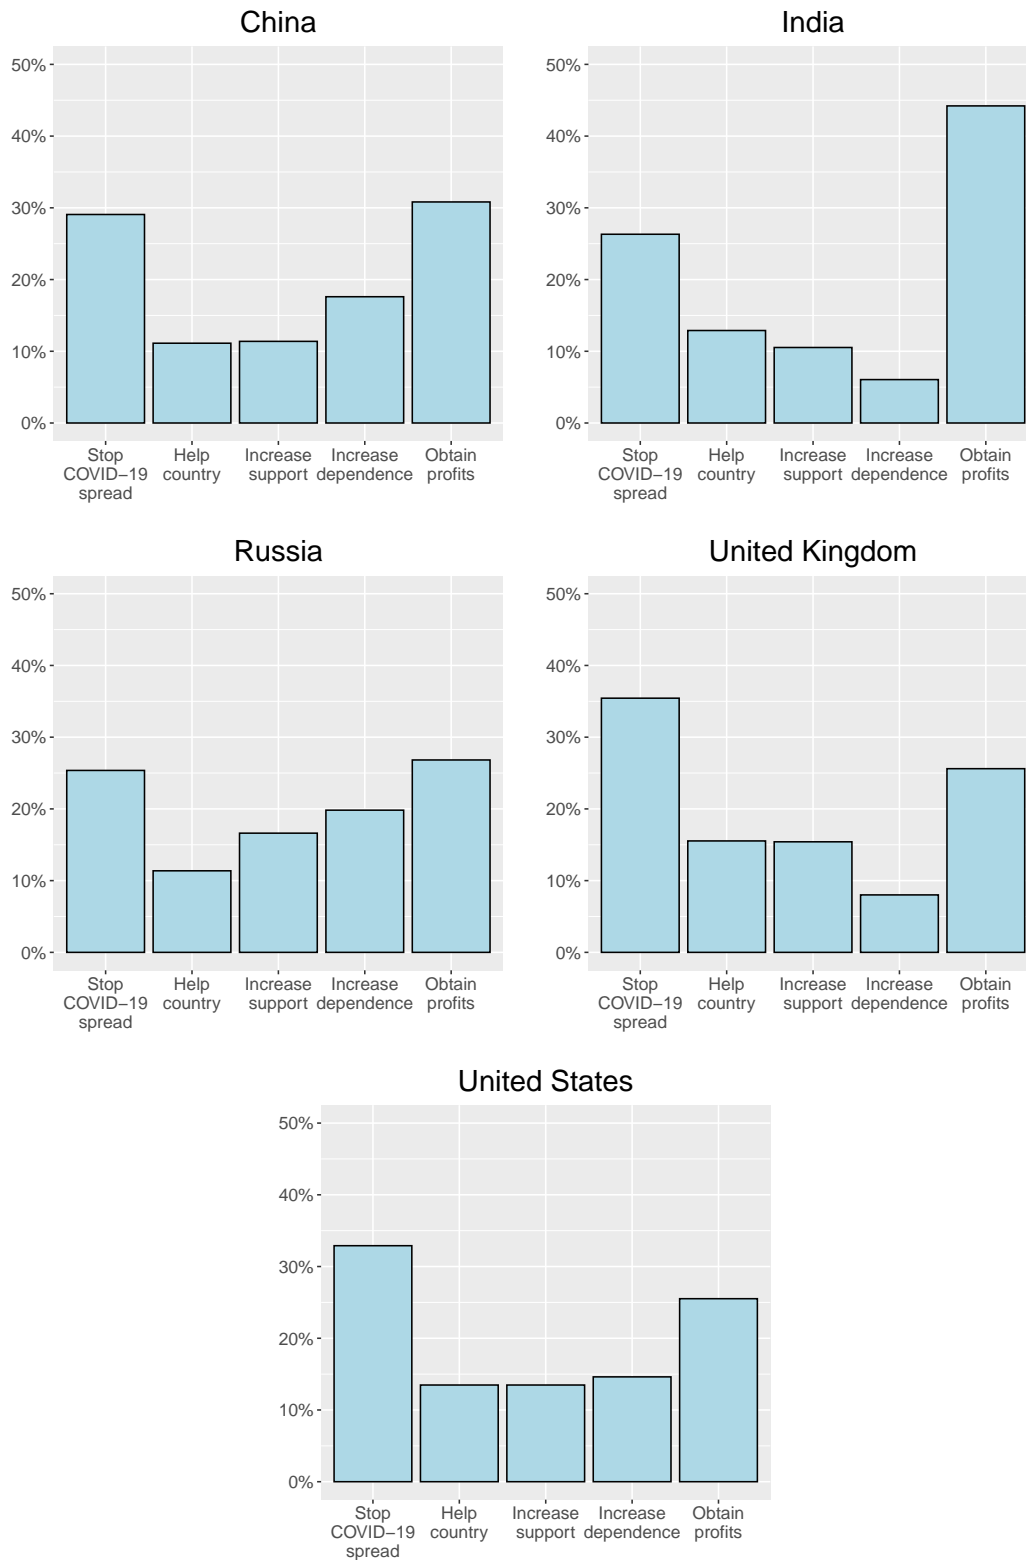 China
50%
40%
30%
20%
10%
0%
Stop Help Increase Increase Obtain
COVID−19 country support dependence profits
spread
India
50%
40%
30%
20%
10%
0%
Stop Help Increase Increase Obtain
COVID−19 country support dependence profits
spread
Russia
50%
40%
30%
20%
10%
0%
Stop Help Increase Increase Obtain
COVID−19 country support dependence profits
spread
United Kingdom
50%
40%
30%
20%
10%
0%
Stop Help Increase Increase Obtain
COVID−19 country support dependence profits
spread
United States
50%
40%
30%
20%
10%
0%
Stop Help Increase Increase Obtain
COVID−19 country support dependence profits
spread